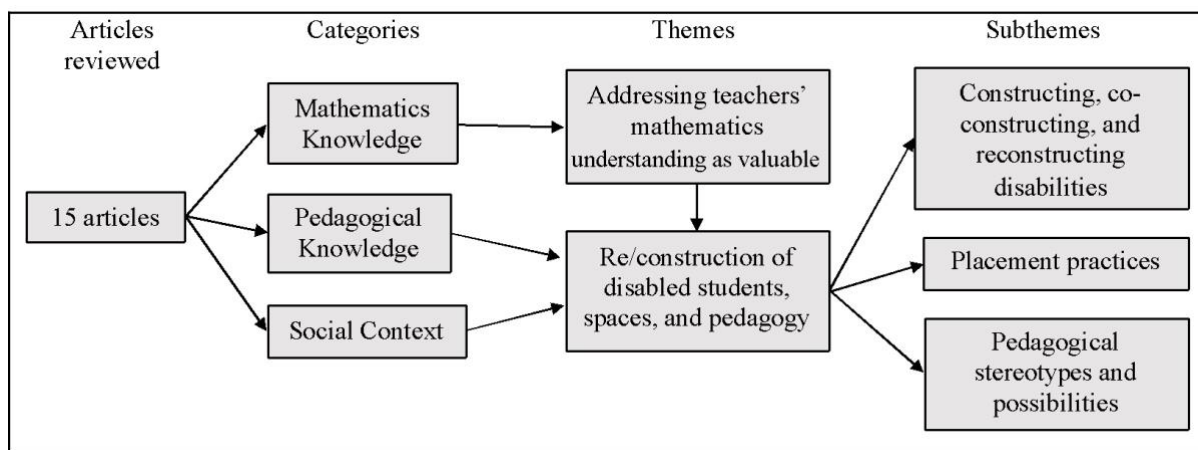 Articles
reviewed
Categories
Themes
Subthemes
15 articles
Mathematics
Knowledge
Pedagogical
Knowledge
Social Context
Addressing teachers’
mathematics
understanding as valuable
Re/construction of
disabled students,
spaces, and pedagogy
Constructing, co-
constructing, and
reconstructing
disabilities
Placement practices
Pedagogical
stereotypes and
possibilities